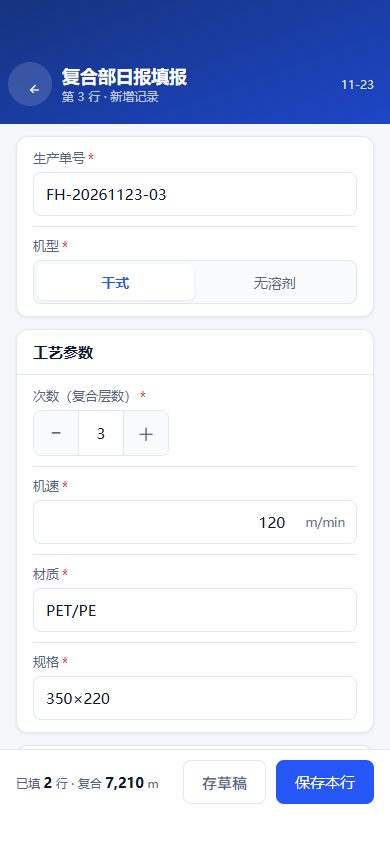 ←
复合部日报填报
第 3 行 · 新增记录
11-23
生产单号 *
FH-20261123-03
机型 *
干式
无溶剂
工艺参数
次数（复合层数） *
− 3 +
机速 *
120 m/min
材质 *
PET/PE
规格 *
350×220
已填 2 行 · 复合 7,210 m
存草稿
保存本行